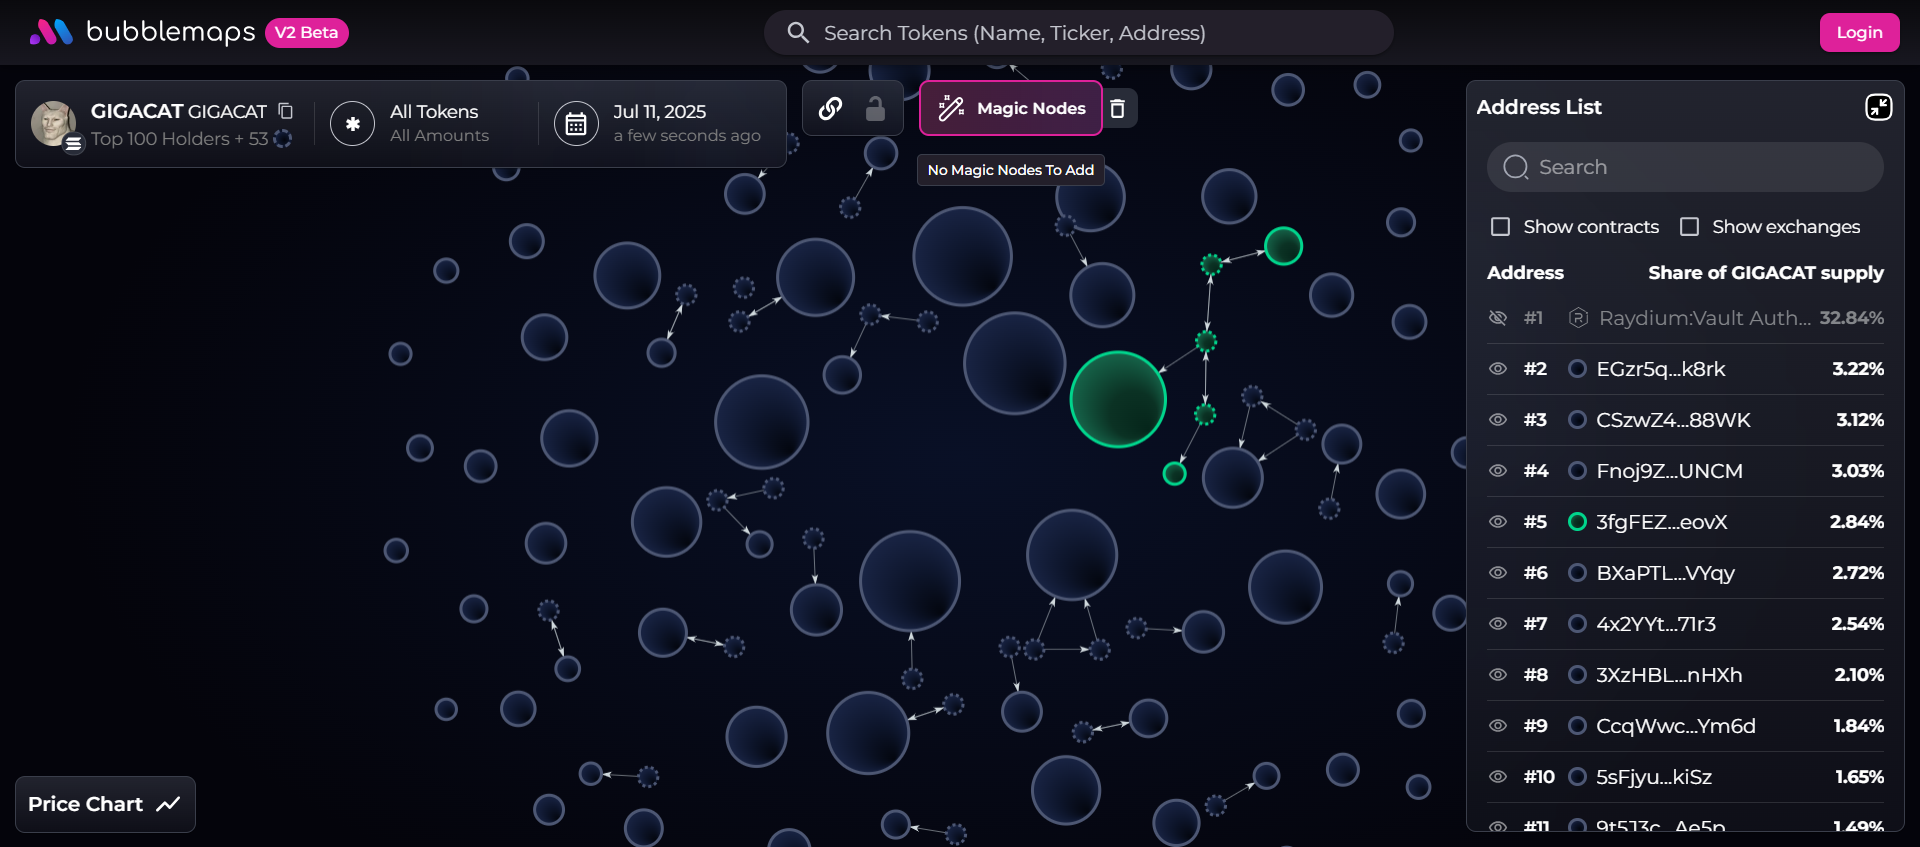 bubblemaps V2 Beta
Search Tokens (Name, Ticker, Address)
Login
GIGACAT GIGACAT
Top 100 Holders + 53
All Tokens
All Amounts
Jul 11, 2025
a few seconds ago
Magic Nodes
No Magic Nodes To Add
Address List
Search
Show contracts Show exchanges
Address Share of GIGACAT supply
#1 Raydium:Vault Auth... 32.84%
#2 EGzr5q...k8rk 3.22%
#3 CSzwZ4...88WK 3.12%
#4 Fnoj9Z...UNCM 3.03%
#5 3fgFEZ...eovX 2.84%
#6 BXaPTL...VYqy 2.72%
#7 4x2YYt...71r3 2.54%
#8 3XzHBL...nHXh 2.10%
#9 CcqWwc...Ym6d 1.84%
#10 5sFjyu...kiSz 1.65%
#11 9t5J3c...Ae5p 1.49%
Price Chart